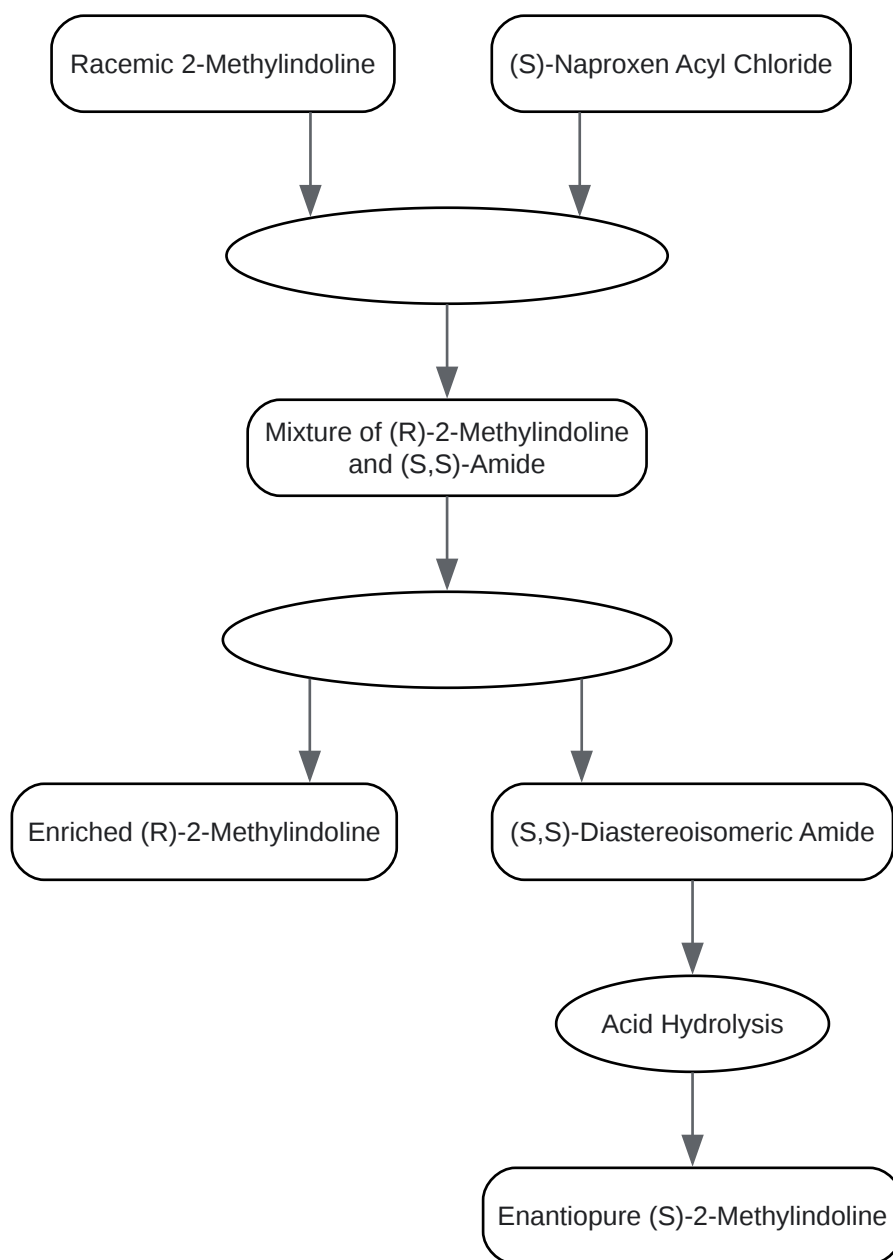 Racemic 2-Methylindoline
(S)-Naproxen Acyl Chloride
Mixture of (R)-2-Methylindoline
and (S,S)-Amide
Enriched (R)-2-Methylindoline
(S,S)-Diastereoisomeric Amide
Acid Hydrolysis
Enantiopure (S)-2-Methylindoline